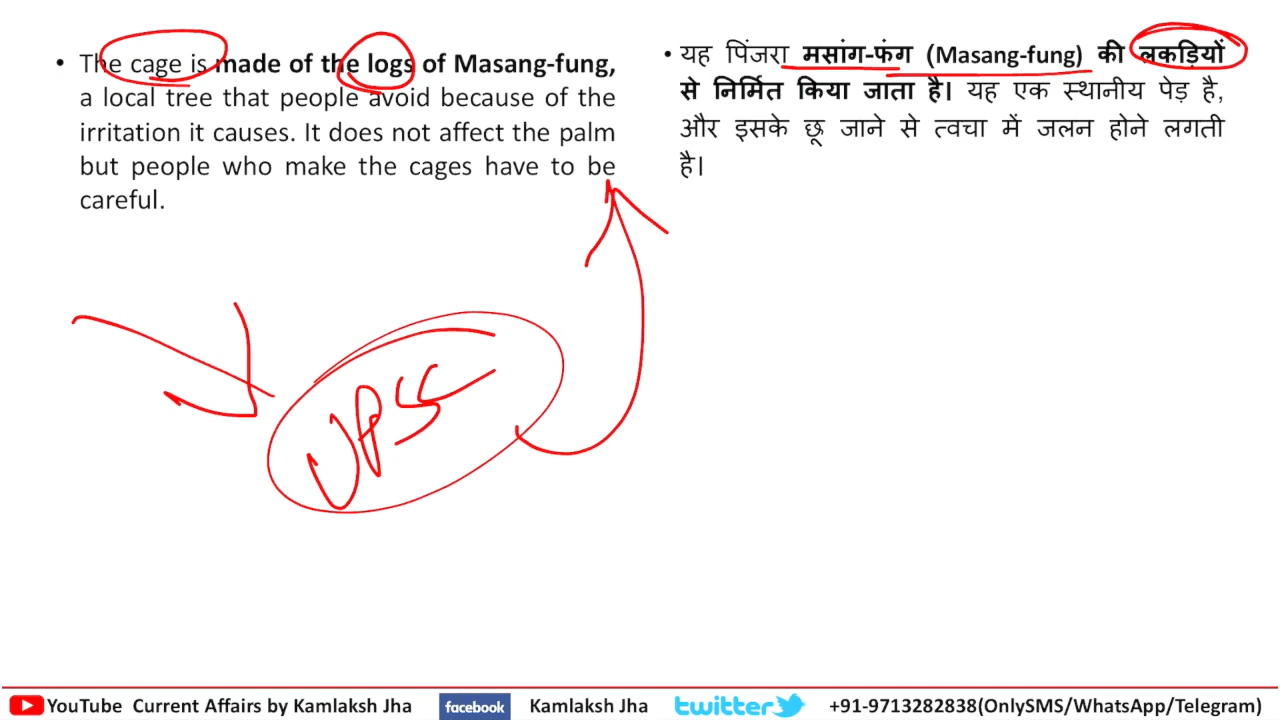 • The cage is made of the logs of Masang-fung,
a local tree that people avoid because of the
irritation it causes. It does not affect the palm
but people who make the cages have to be
careful.
• यह पिंजरा मसांग-फंग (Masang-fung) की लकड़ियों
से निर्मित किया जाता है। यह एक स्थानीय पेड़ है,
और इसके छू जाने से त्वचा में जलन होने लगती
है।
UPSC
YouTube Current Affairs by Kamlaksh Jha facebook Kamlaksh Jha twitter +91-9713282838(OnlySMS/WhatsApp/Telegram)